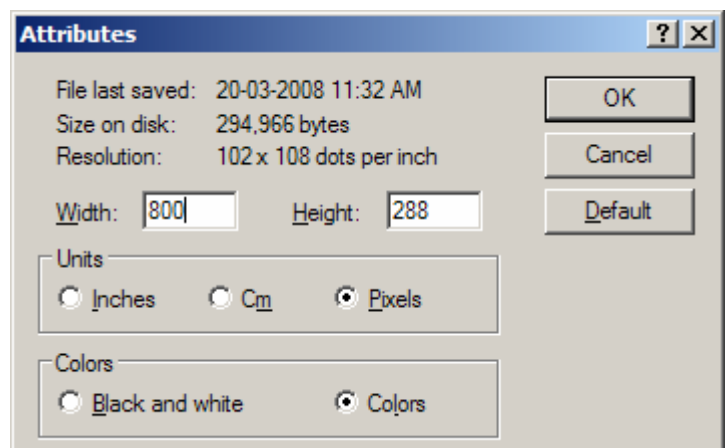 Attributes
File last saved: 20-03-2008 11:32 AM
Size on disk: 294,966 bytes
Resolution: 102 x 108 dots per inch
Width: 800 Height: 288
Units
Inches Cm Pixels
Colors
Black and white Colors
? X
OK
Cancel
Default